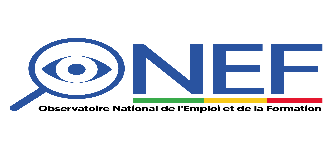 ONEF
Observatoire National de l'Emploi et de la Formation